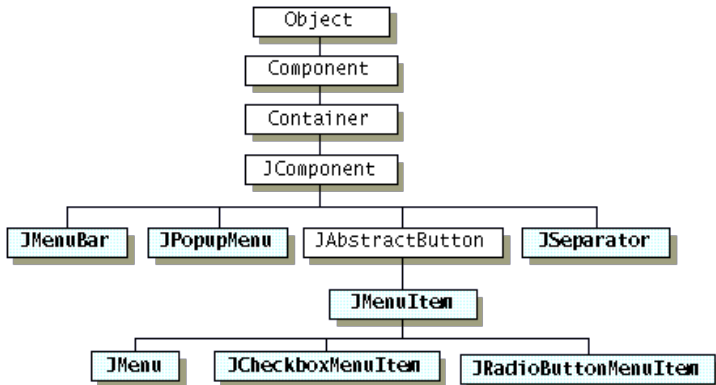 Object
Component
Container
JComponent
JMenuBar
JPopupMenu
JAbstractButton
JSeparator
JMenuItem
JMenu
JCheckboxMenuItem
JRadioButtonMenuItem